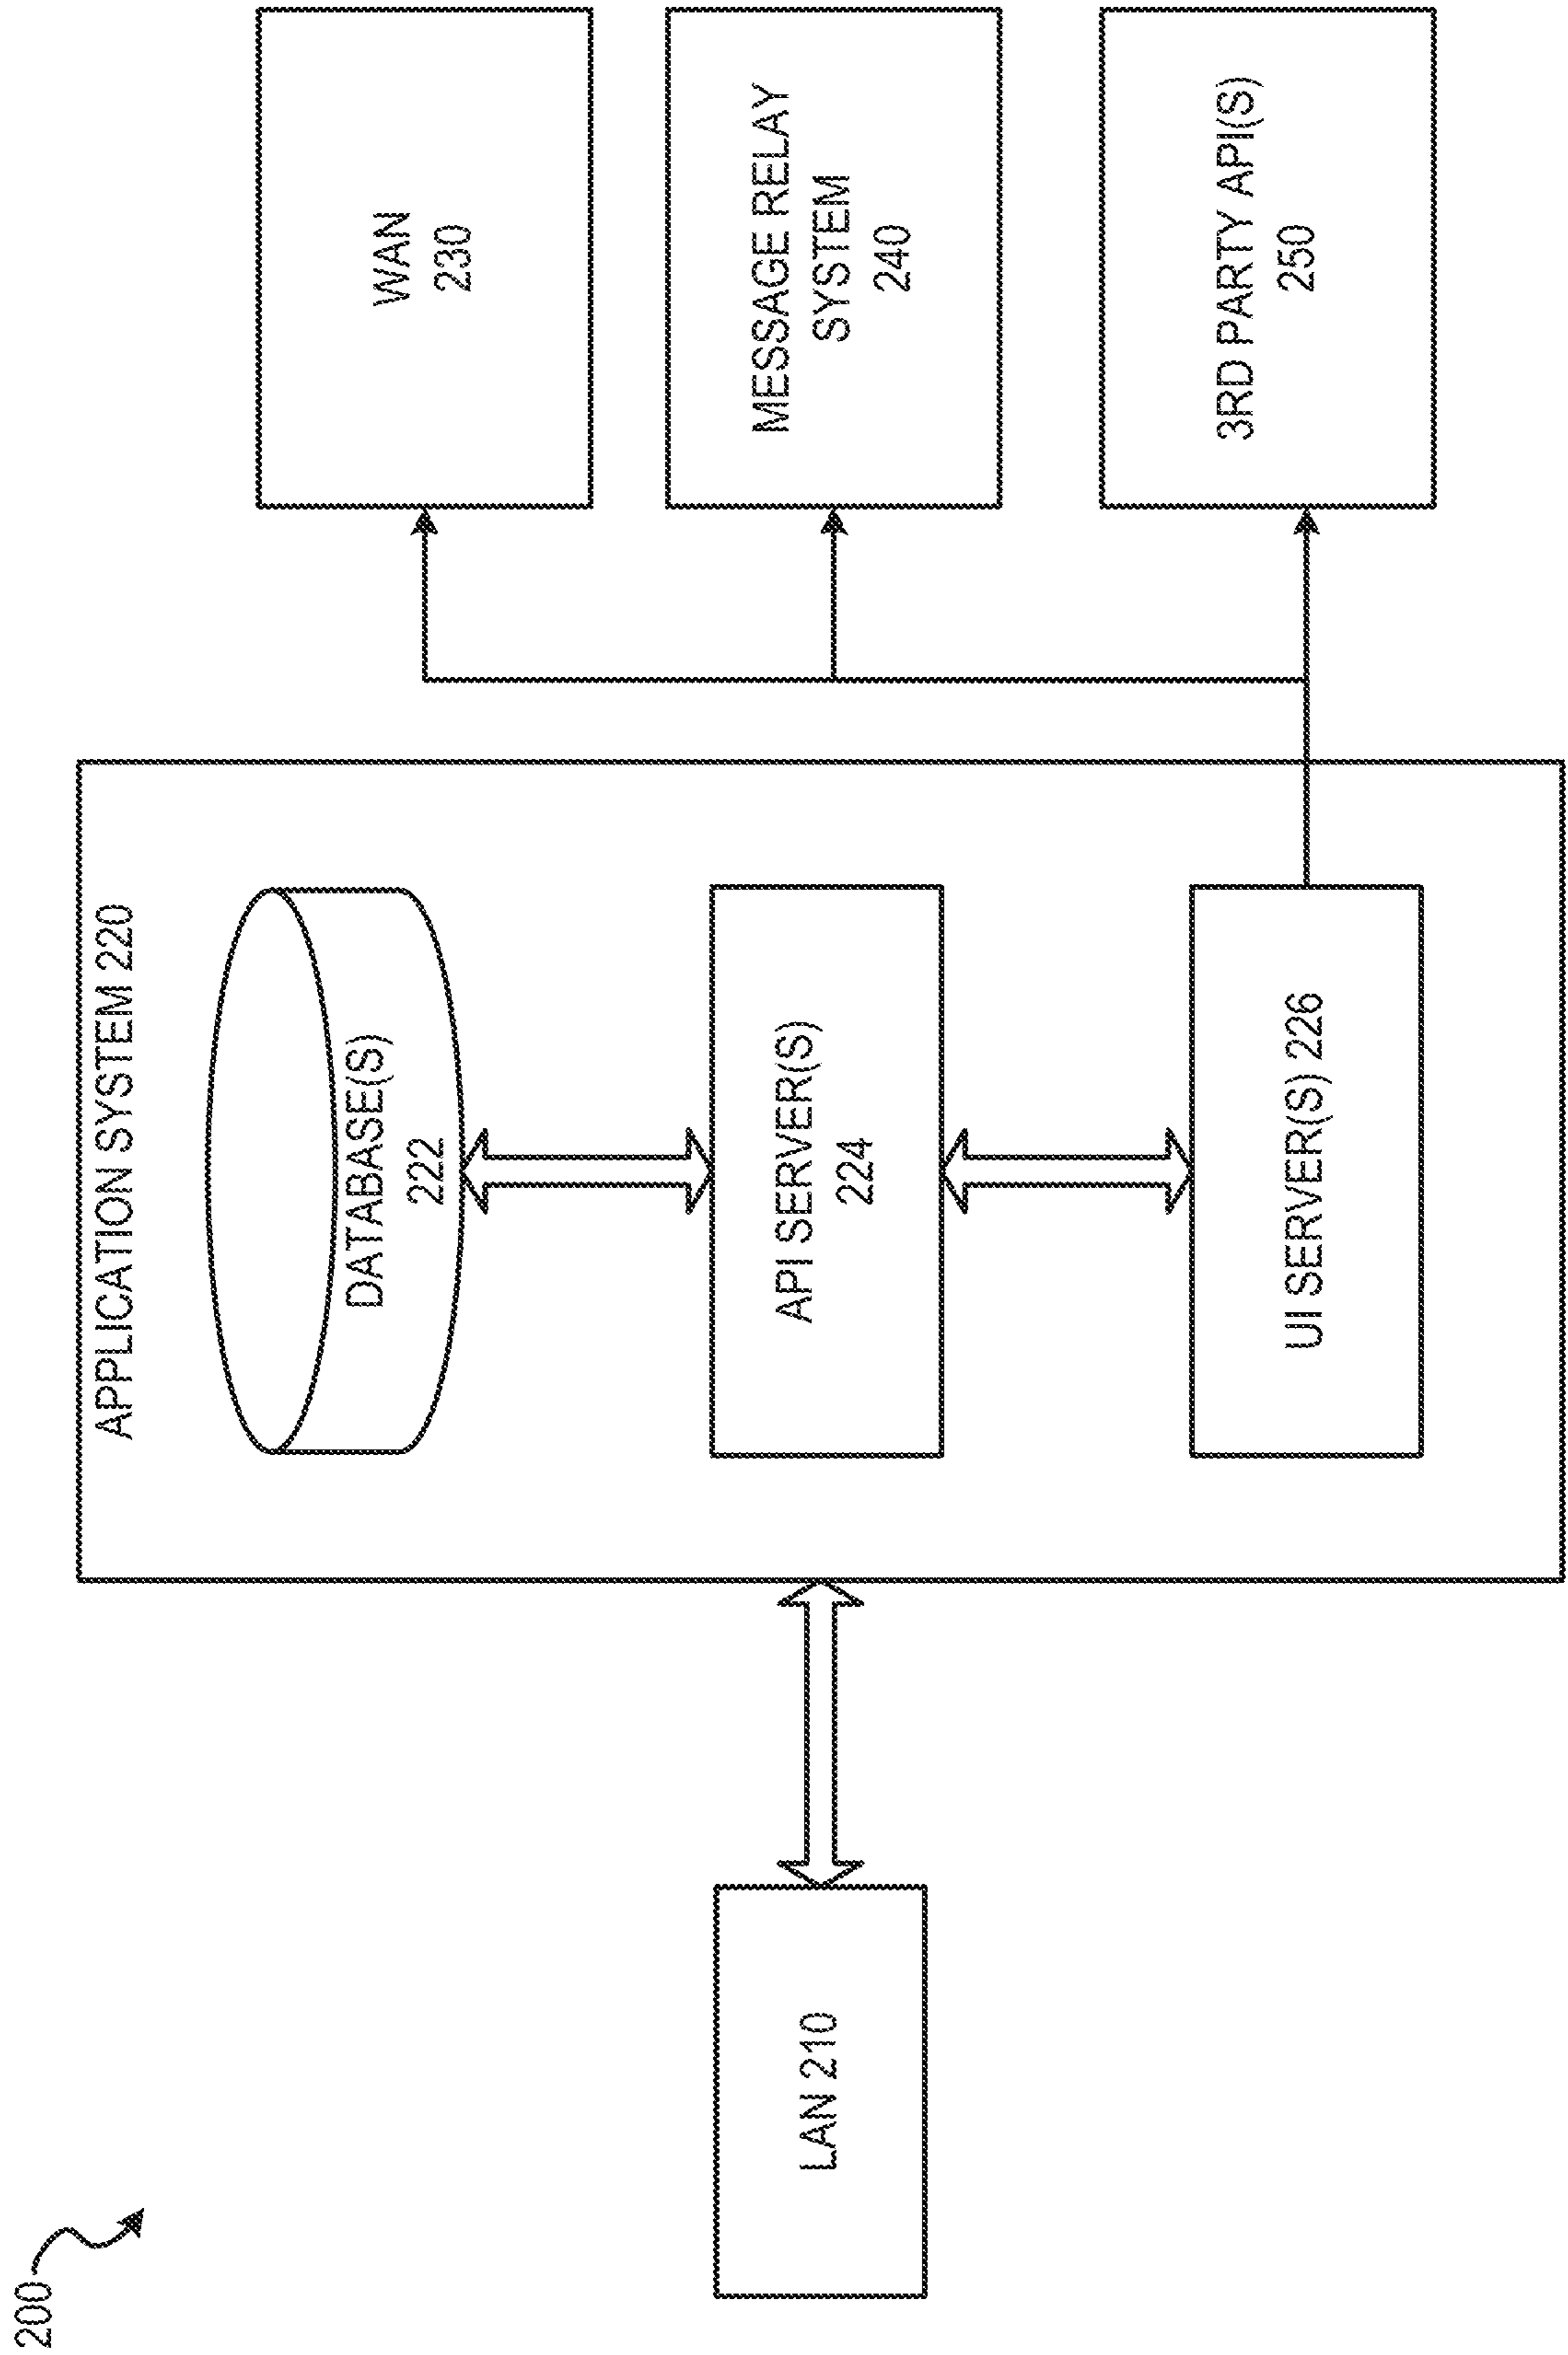 200
LAN 210
APPLICATION SYSTEM 220
DATABASE(S)
222
API SERVER(S)
224
UI SERVER(S) 226
WAN
230
MESSAGE RELAY
SYSTEM
240
3RD PARTY API(S)
250